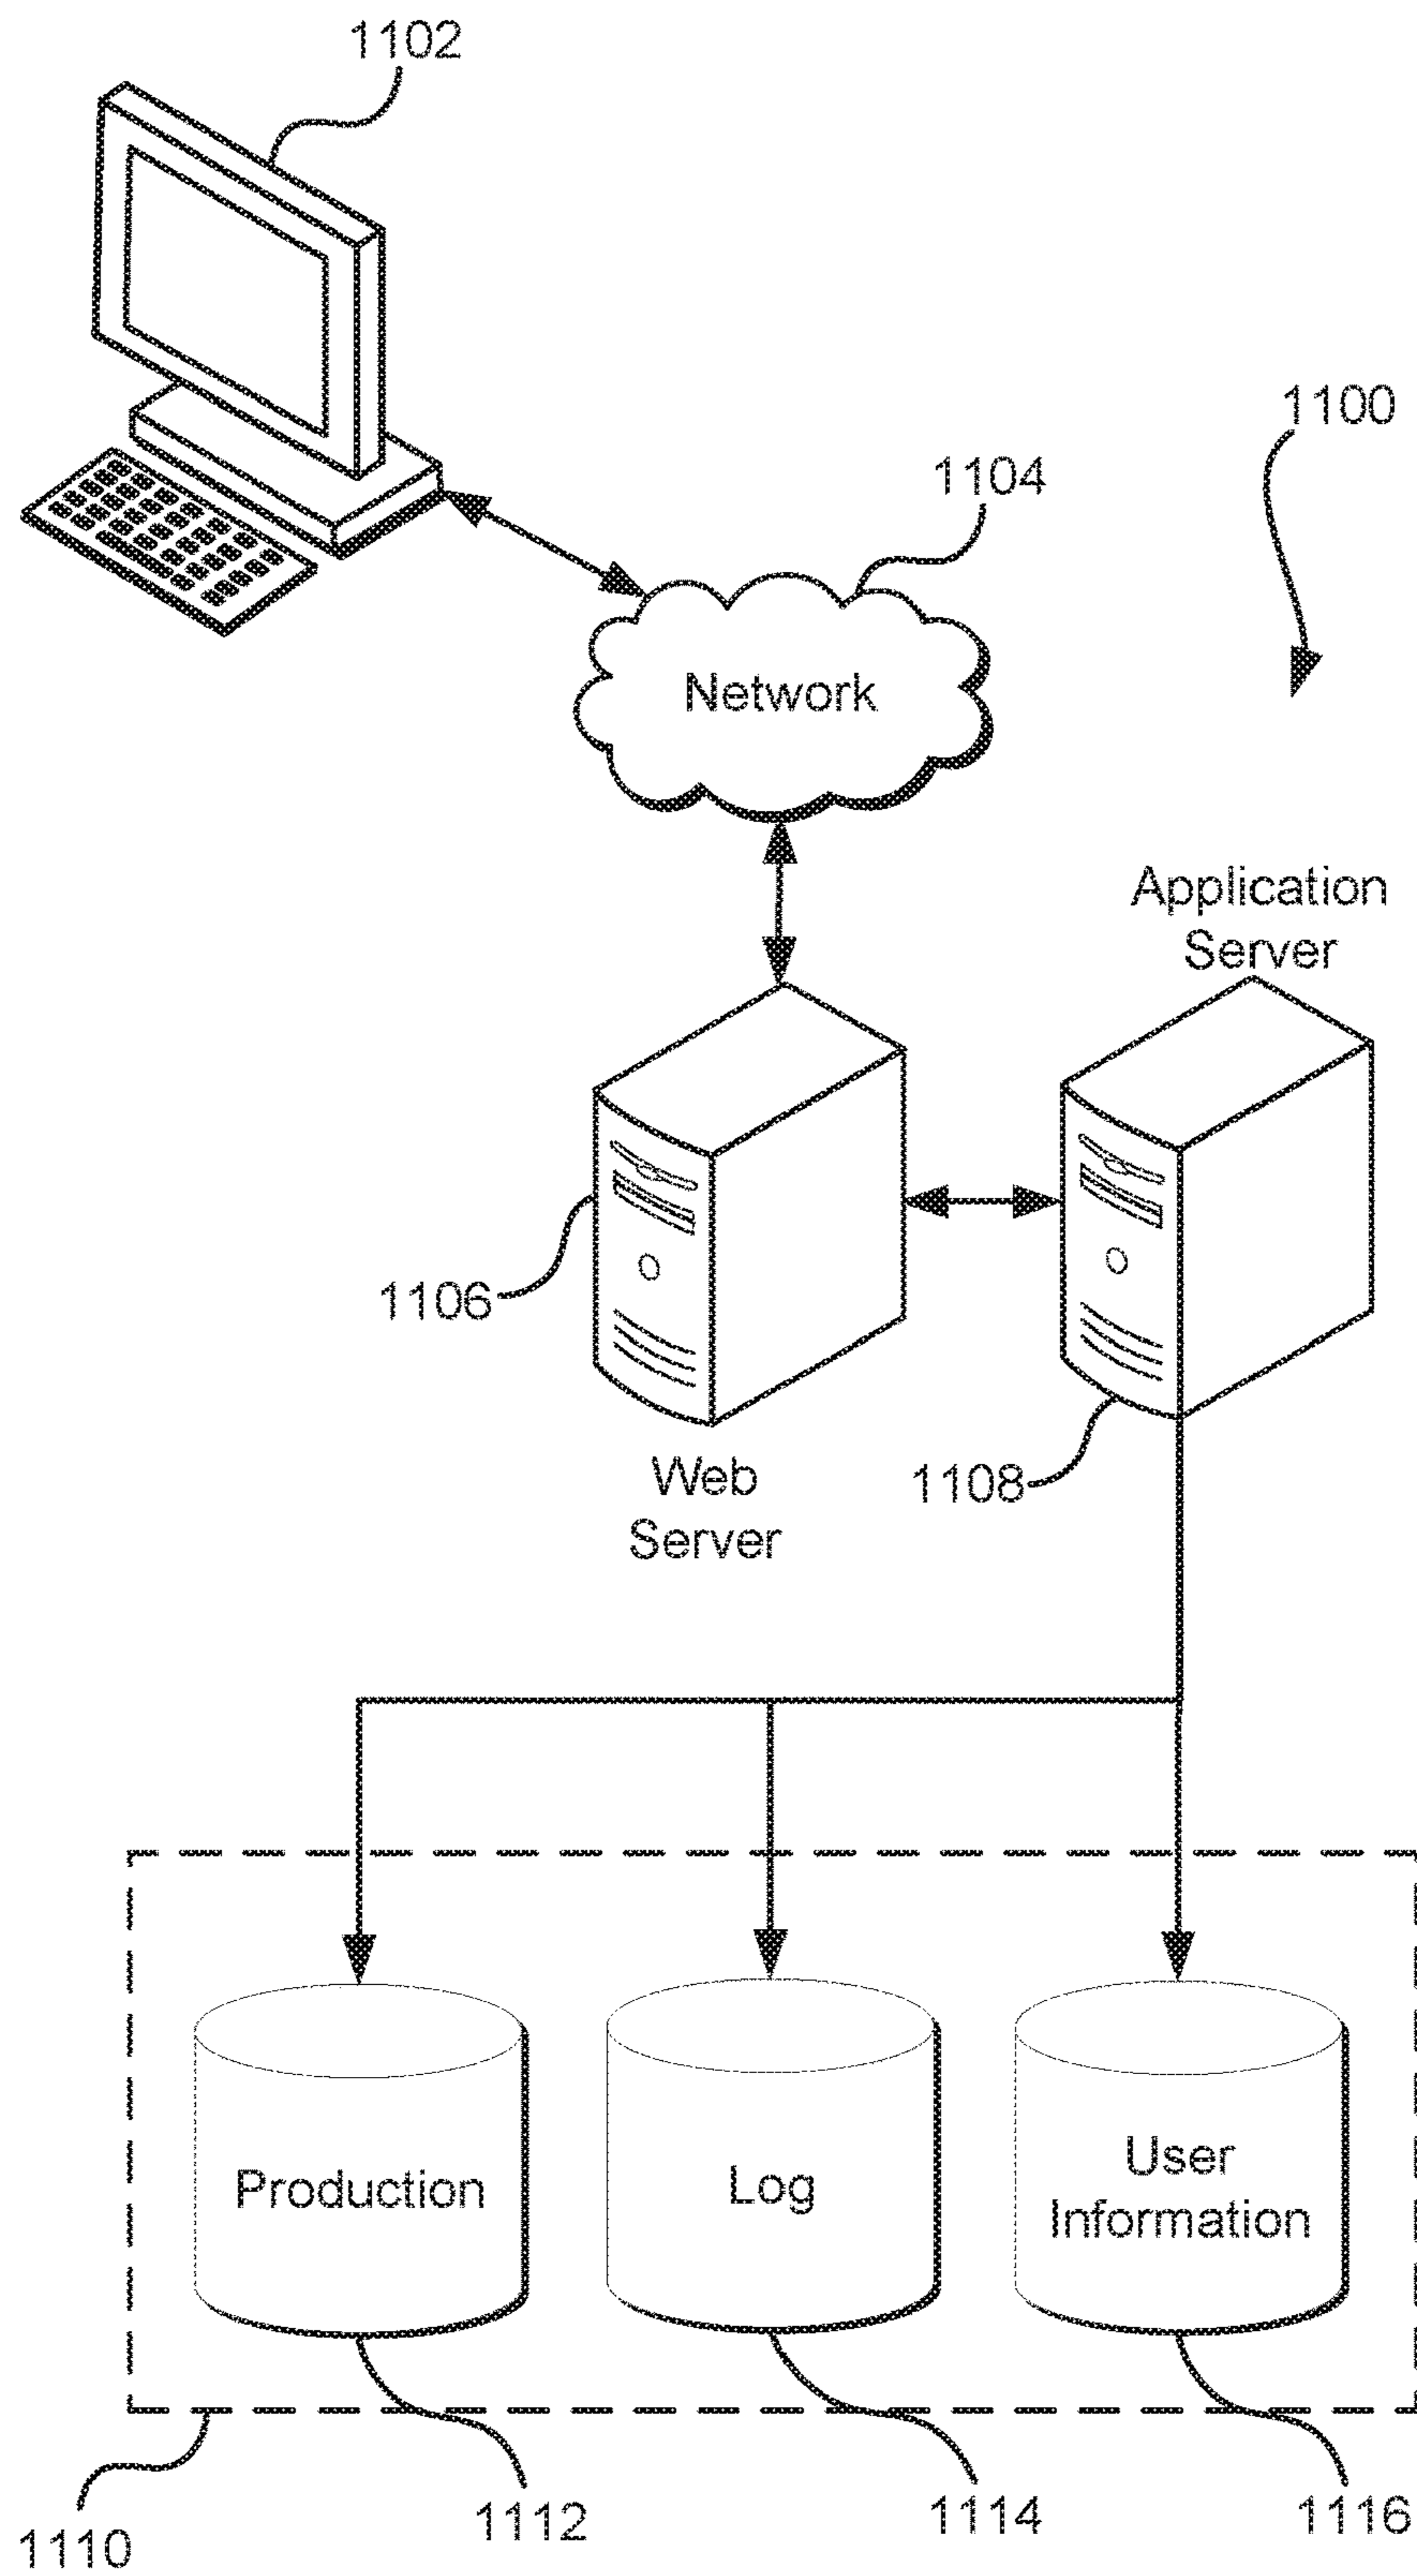 1102
1100
1104
Network
Application
Server
1106
1108
Web
Server
Production
Log
User
Information
1110
1112
1114
1116